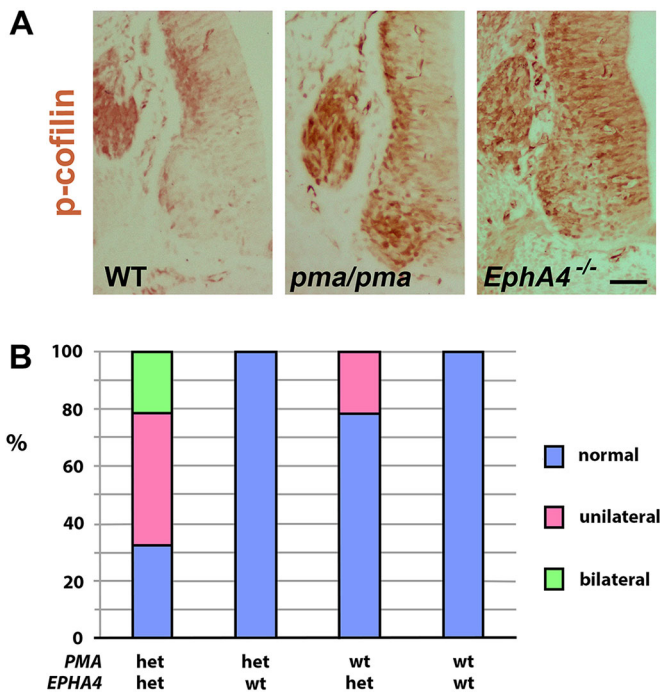 A
p-cofilin
WT
pma/pma
EphA4-/-
B
100
80
%
60
40
20
0
normal
unilateral
bilateral
PMA het het wt wt
EPHA4 het wt het wt